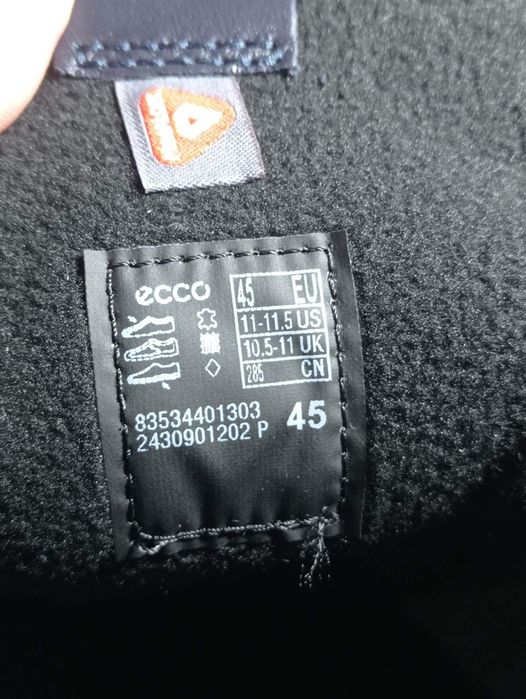 ecco
45 EU
11-11.5 US
10.5-11 UK
285 CN
83534401303
2430901202 P
45